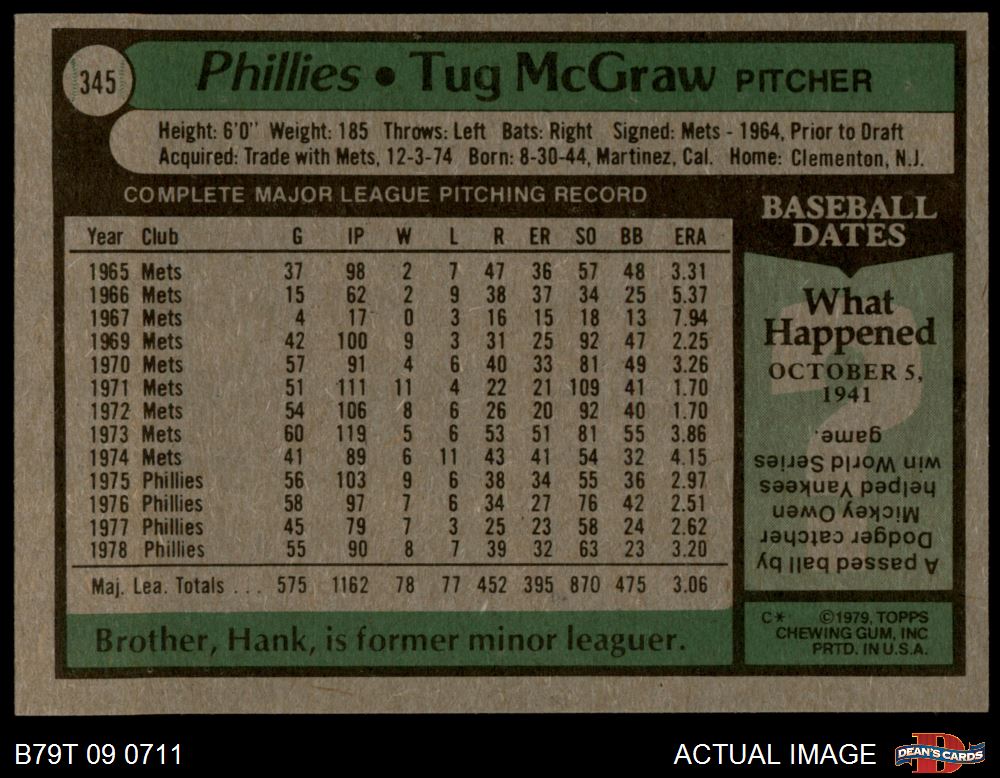 345
Phillies • Tug McGraw PITCHER
Height: 6'0" Weight: 185 Throws: Left Bats: Right Signed: Mets - 1964, Prior to Draft
Acquired: Trade with Mets, 12-3-74 Born: 8-30-44, Martinez, Cal. Home: Clementon, N.J.
COMPLETE MAJOR LEAGUE PITCHING RECORD
Year Club G IP W L R ER SO BB ERA
1965 Mets 37 98 2 7 47 36 57 48 3.31
1966 Mets 15 62 2 9 38 37 34 25 5.37
1967 Mets 4 17 0 3 16 15 18 13 7.94
1969 Mets 42 100 9 3 31 25 92 47 2.25
1970 Mets 57 91 4 6 40 33 81 49 3.26
1971 Mets 51 111 11 4 22 21 109 41 1.70
1972 Mets 54 106 8 6 26 20 92 40 1.70
1973 Mets 60 119 5 6 53 51 81 55 3.86
1974 Mets 41 89 6 11 43 41 54 32 4.15
1975 Phillies 56 103 9 6 38 34 55 36 2.97
1976 Phillies 58 97 7 6 34 27 76 42 2.51
1977 Phillies 45 79 7 3 25 23 58 24 2.62
1978 Phillies 55 90 8 7 39 32 63 23 3.20
Maj. Lea. Totals ... 575 1162 78 77 452 395 870 475 3.06
Brother, Hank, is former minor leaguer.
BASEBALL
DATES
What
Happened
OCTOBER 5,
1941
A passed ball by
Dodger catcher
Mickey Owen
helped Yankees
win World Series
game.
C* ©1979, TOPPS
CHEWING GUM, INC
PRTD. IN U.S.A.
B79T 09 0711
ACTUAL IMAGE
DEAN'S CARDS